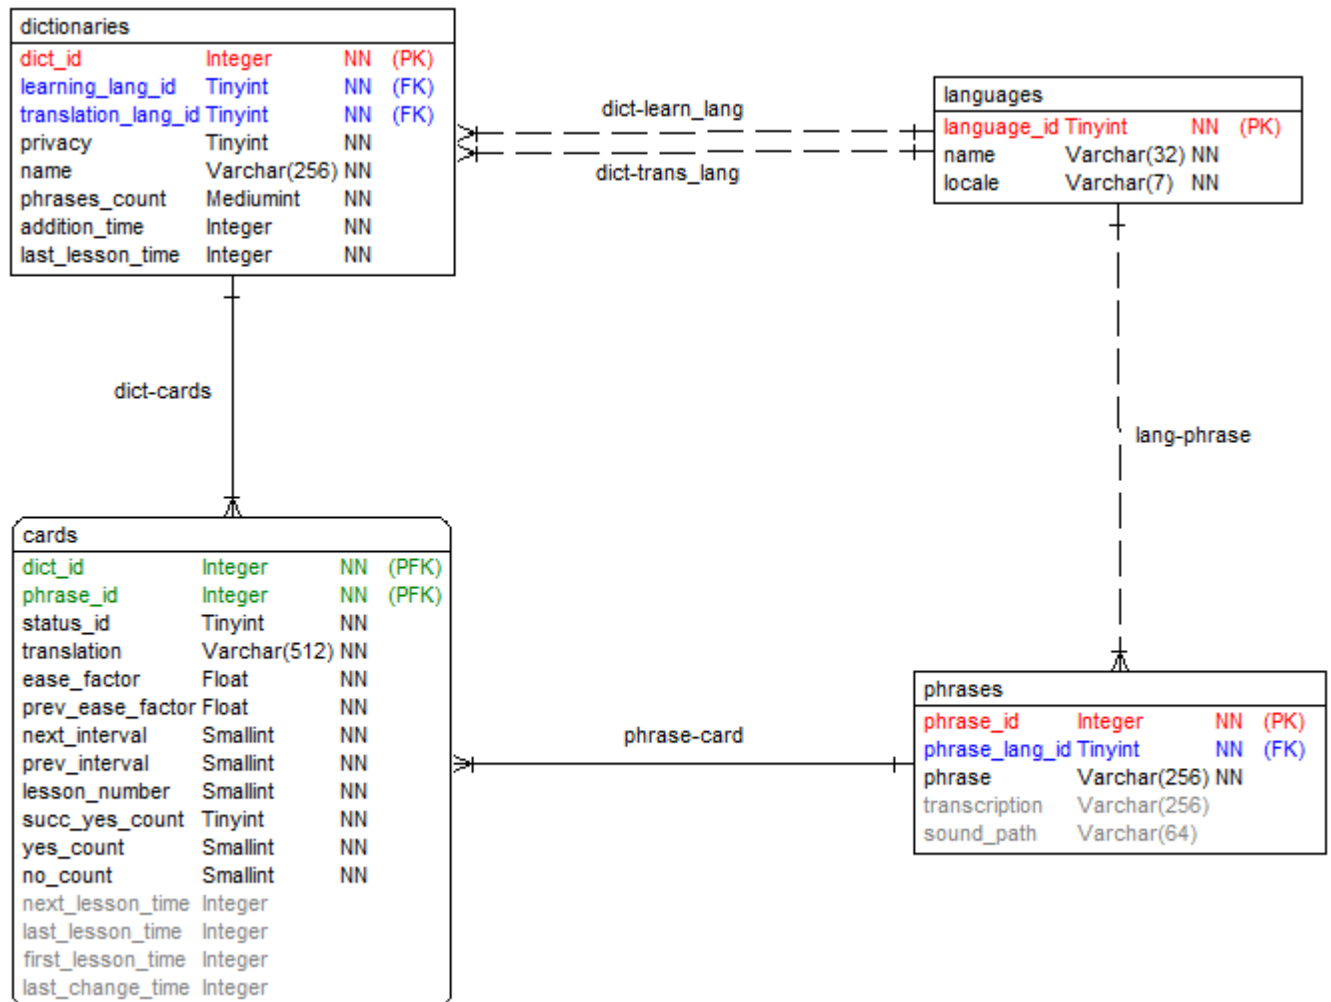 dictionaries
dict_id Integer NN (PK)
learning_lang_id Tinyint NN (FK)
translation_lang_id Tinyint NN (FK)
privacy Tinyint NN
name Varchar(256) NN
phrases_count Mediumint NN
addition_time Integer NN
last_lesson_time Integer NN
dict-learn_lang
dict-trans_lang
languages
language_id Tinyint NN (PK)
name Varchar(32) NN
locale Varchar(7) NN
dict-cards
lang-phrase
cards
dict_id Integer NN (PFK)
phrase_id Integer NN (PFK)
status_id Tinyint NN
translation Varchar(512) NN
ease_factor Float NN
prev_ease_factor Float NN
next_interval Smallint NN
prev_interval Smallint NN
lesson_number Smallint NN
succ_yes_count Tinyint NN
yes_count Smallint NN
no_count Smallint NN
next_lesson_time Integer
last_lesson_time Integer
first_lesson_time Integer
last_change_time Integer
phrase-card
phrases
phrase_id Integer NN (PK)
phrase_lang_id Tinyint NN (FK)
phrase Varchar(256) NN
transcription Varchar(256)
sound_path Varchar(64)